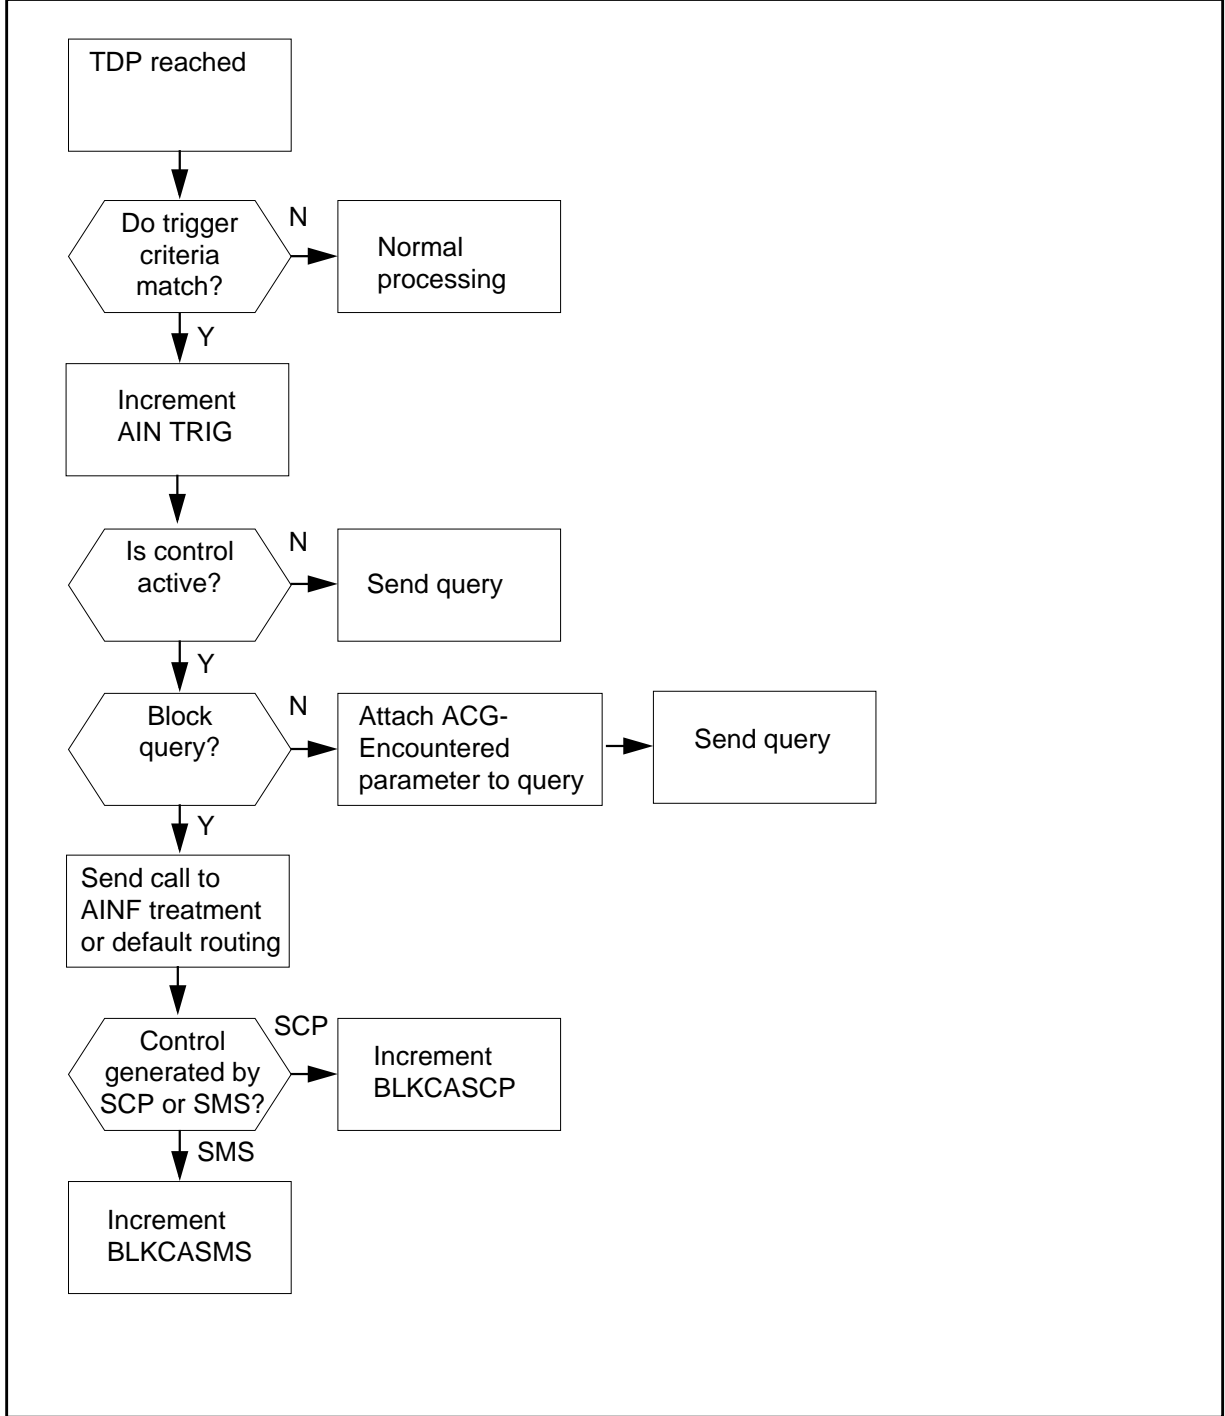 TDP reached
Do trigger
criteria
match?
N
Normal
processing
Y
Increment
AIN TRIG
Is control
active?
N
Send query
Y
Block
query?
N
Attach ACG-
Encountered
parameter to query
Send query
Y
Send call to
AINF treatment
or default routing
Control
generated by
SCP or SMS?
SCP
Increment
BLKCASCP
SMS
Increment
BLKCASMS